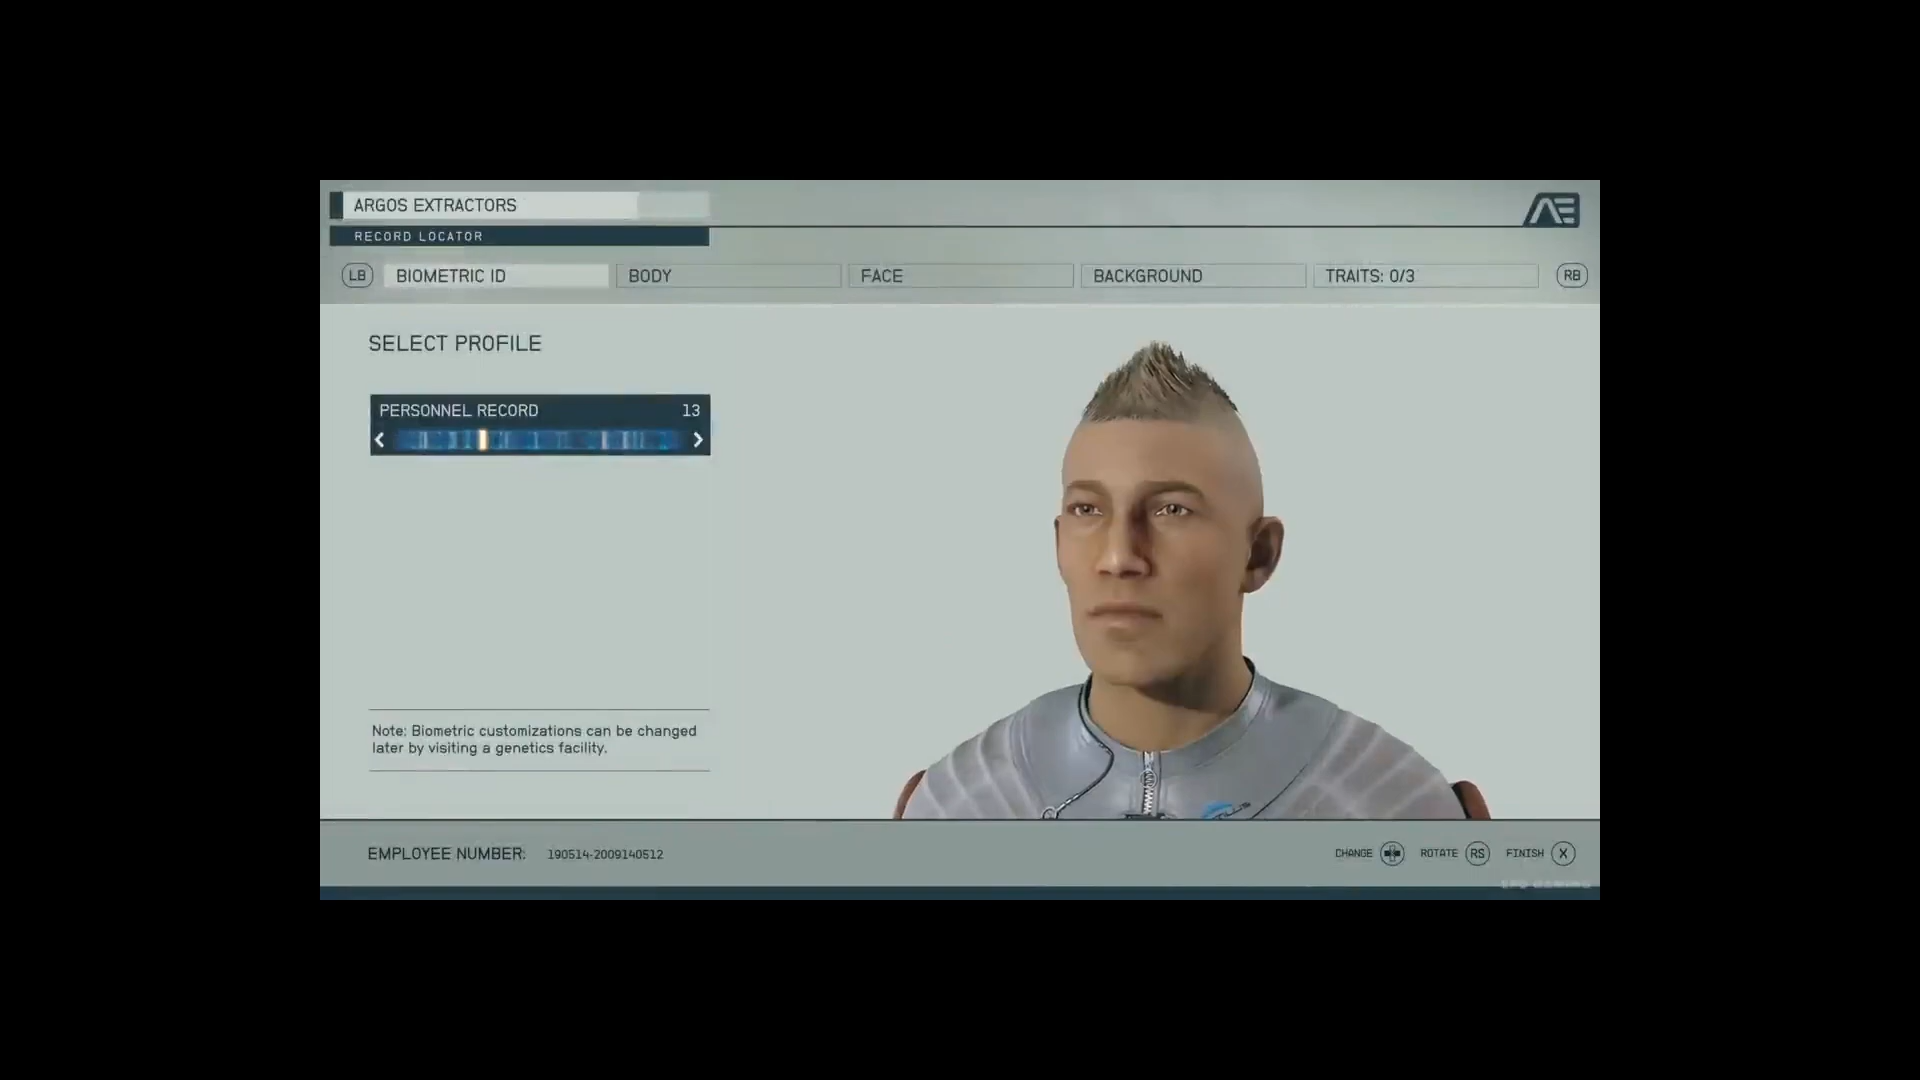 ARGOS EXTRACTORS
RECORD LOCATOR
LB BIOMETRIC ID BODY FACE BACKGROUND TRAITS: 0/3 RB
SELECT PROFILE
PERSONNEL RECORD 13
Note: Biometric customizations can be changed
later by visiting a genetics facility.
EMPLOYEE NUMBER: 190514-2009140512
CHANGE ROTATE RS FINISH X